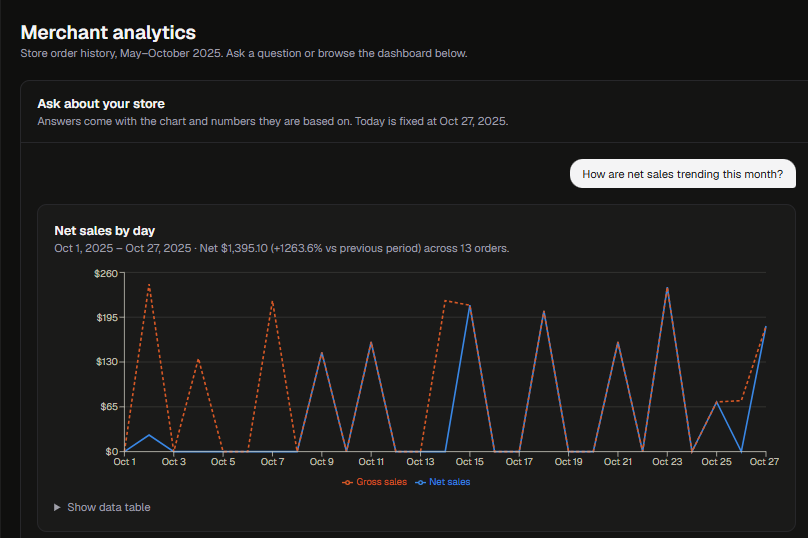 Merchant analytics
Store order history, May–October 2025. Ask a question or browse the dashboard below.
Ask about your store
Answers come with the chart and numbers they are based on. Today is fixed at Oct 27, 2025.
How are net sales trending this month?
Net sales by day
Oct 1, 2025 – Oct 27, 2025 · Net $1,395.10 (+1263.6% vs previous period) across 13 orders.
$260
$195
$130
$65
$0
Oct 1 Oct 3 Oct 5 Oct 7 Oct 9 Oct 11 Oct 13 Oct 15 Oct 17 Oct 19 Oct 21 Oct 23 Oct 25 Oct 27
Gross sales Net sales
Show data table